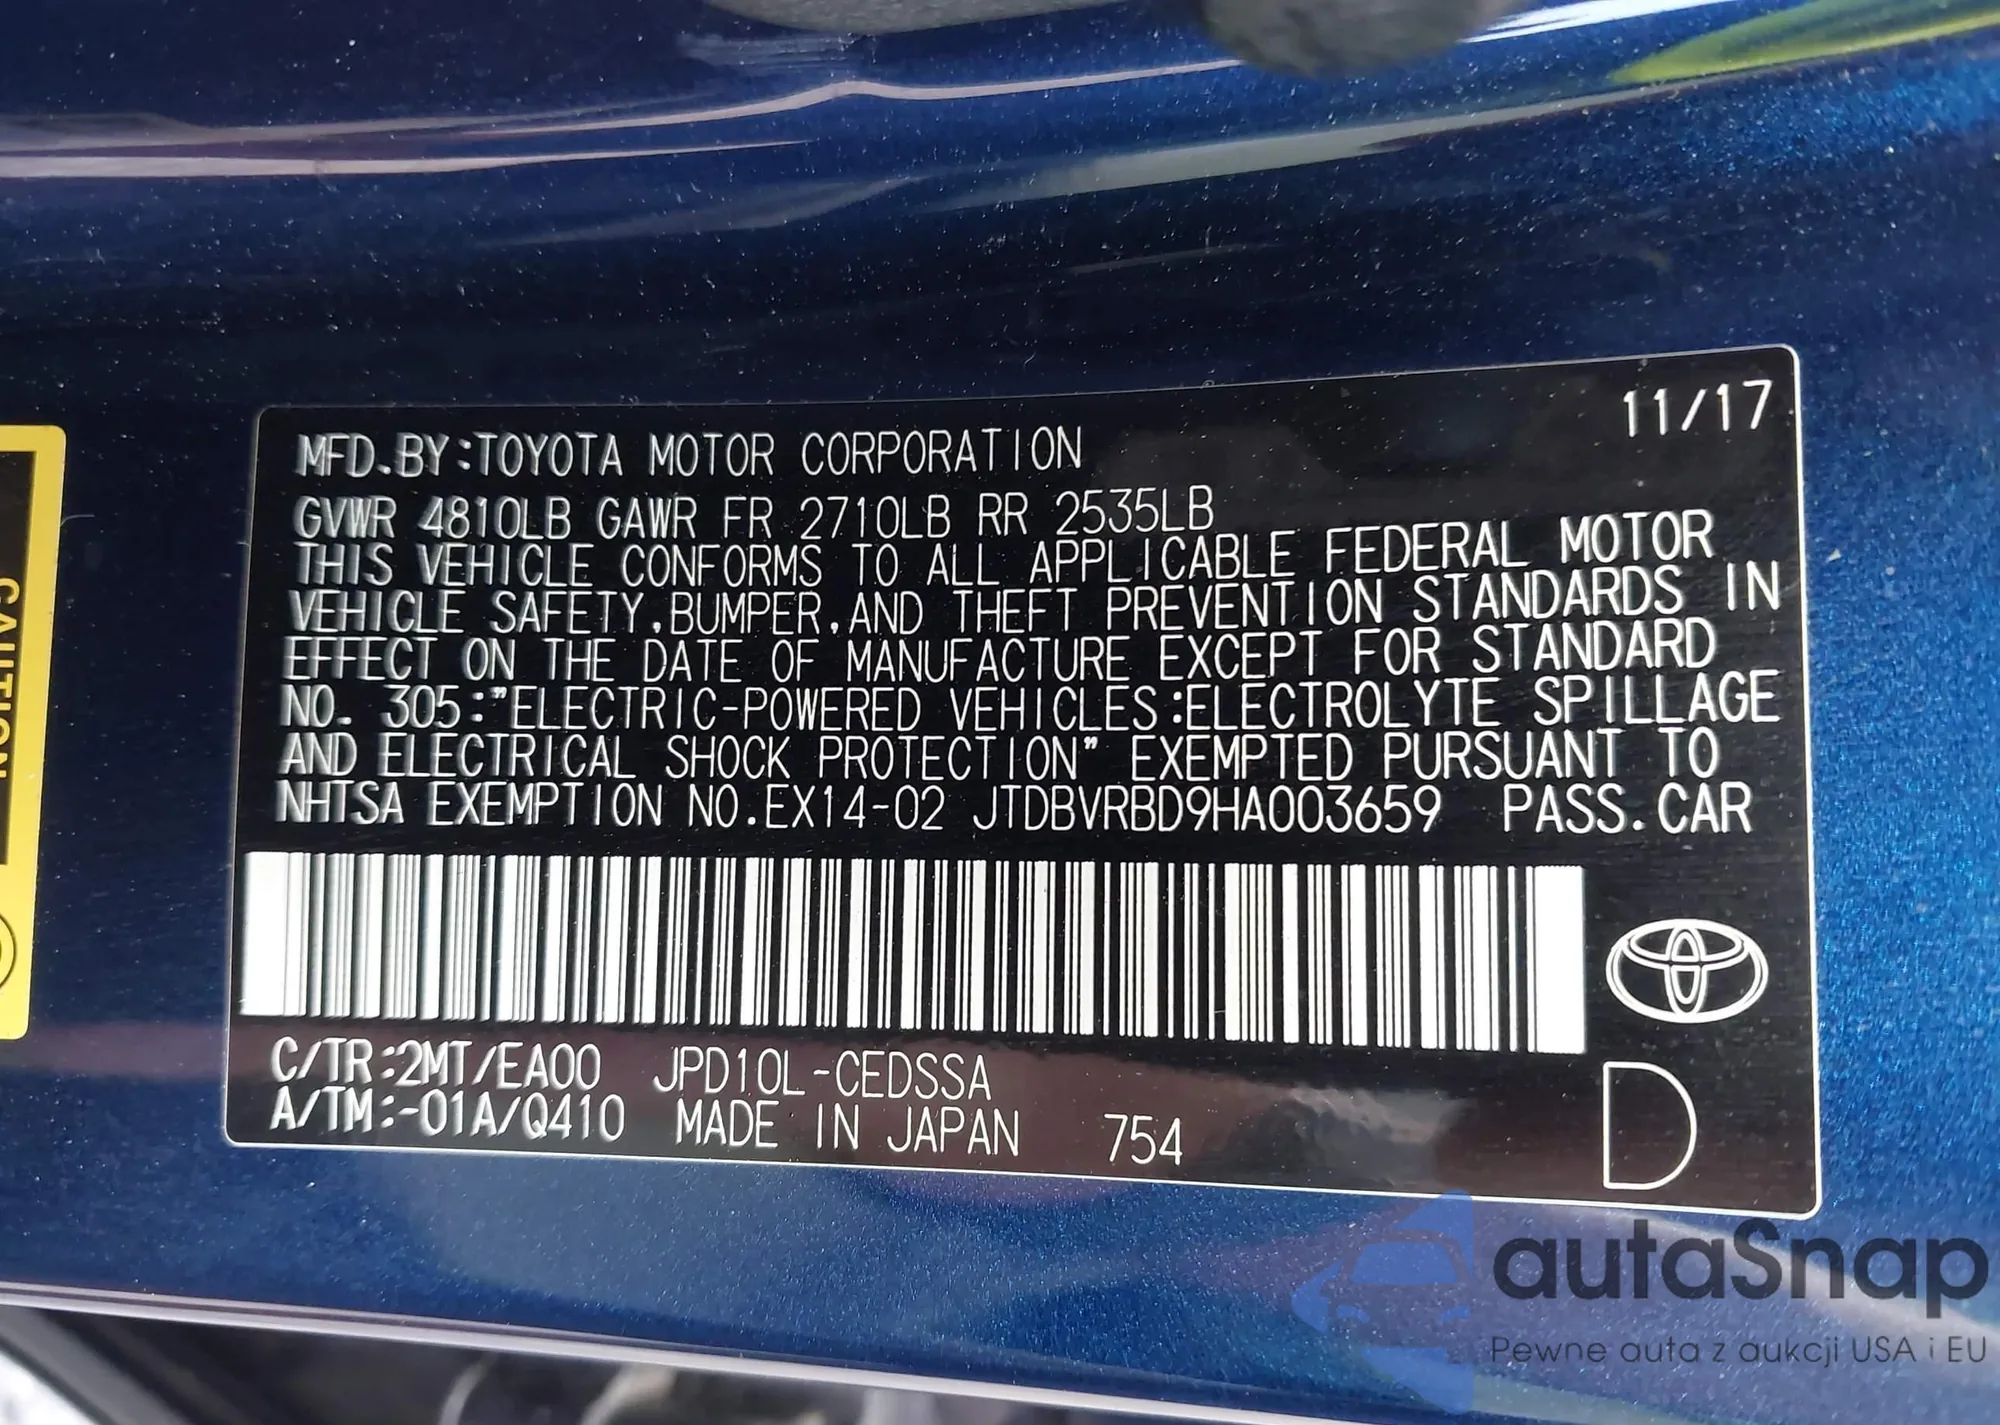 11/17
MFD.BY:TOYOTA MOTOR CORPORATION
GVWR 4810LB GAWR FR 2710LB RR 2535LB
THIS VEHICLE CONFORMS TO ALL APPLICABLE FEDERAL MOTOR
VEHICLE SAFETY,BUMPER,AND THEFT PREVENTION STANDARDS IN
EFFECT ON THE DATE OF MANUFACTURE EXCEPT FOR STANDARD
NO. 305:"ELECTRIC-POWERED VEHICLES:ELECTROLYTE SPILLAGE
AND ELECTRICAL SHOCK PROTECTION" EXEMPTED PURSUANT TO
NHTSA EXEMPTION NO.EX14-02 JTDBVRBD9HA003659 PASS.CAR
C/TR:2MT/EA00 JPD10L-CEDSSA
A/TM:-01A/Q410 MADE IN JAPAN 754
D
CAUTION
autaSnap
Pewne auta z aukcji USA i EU